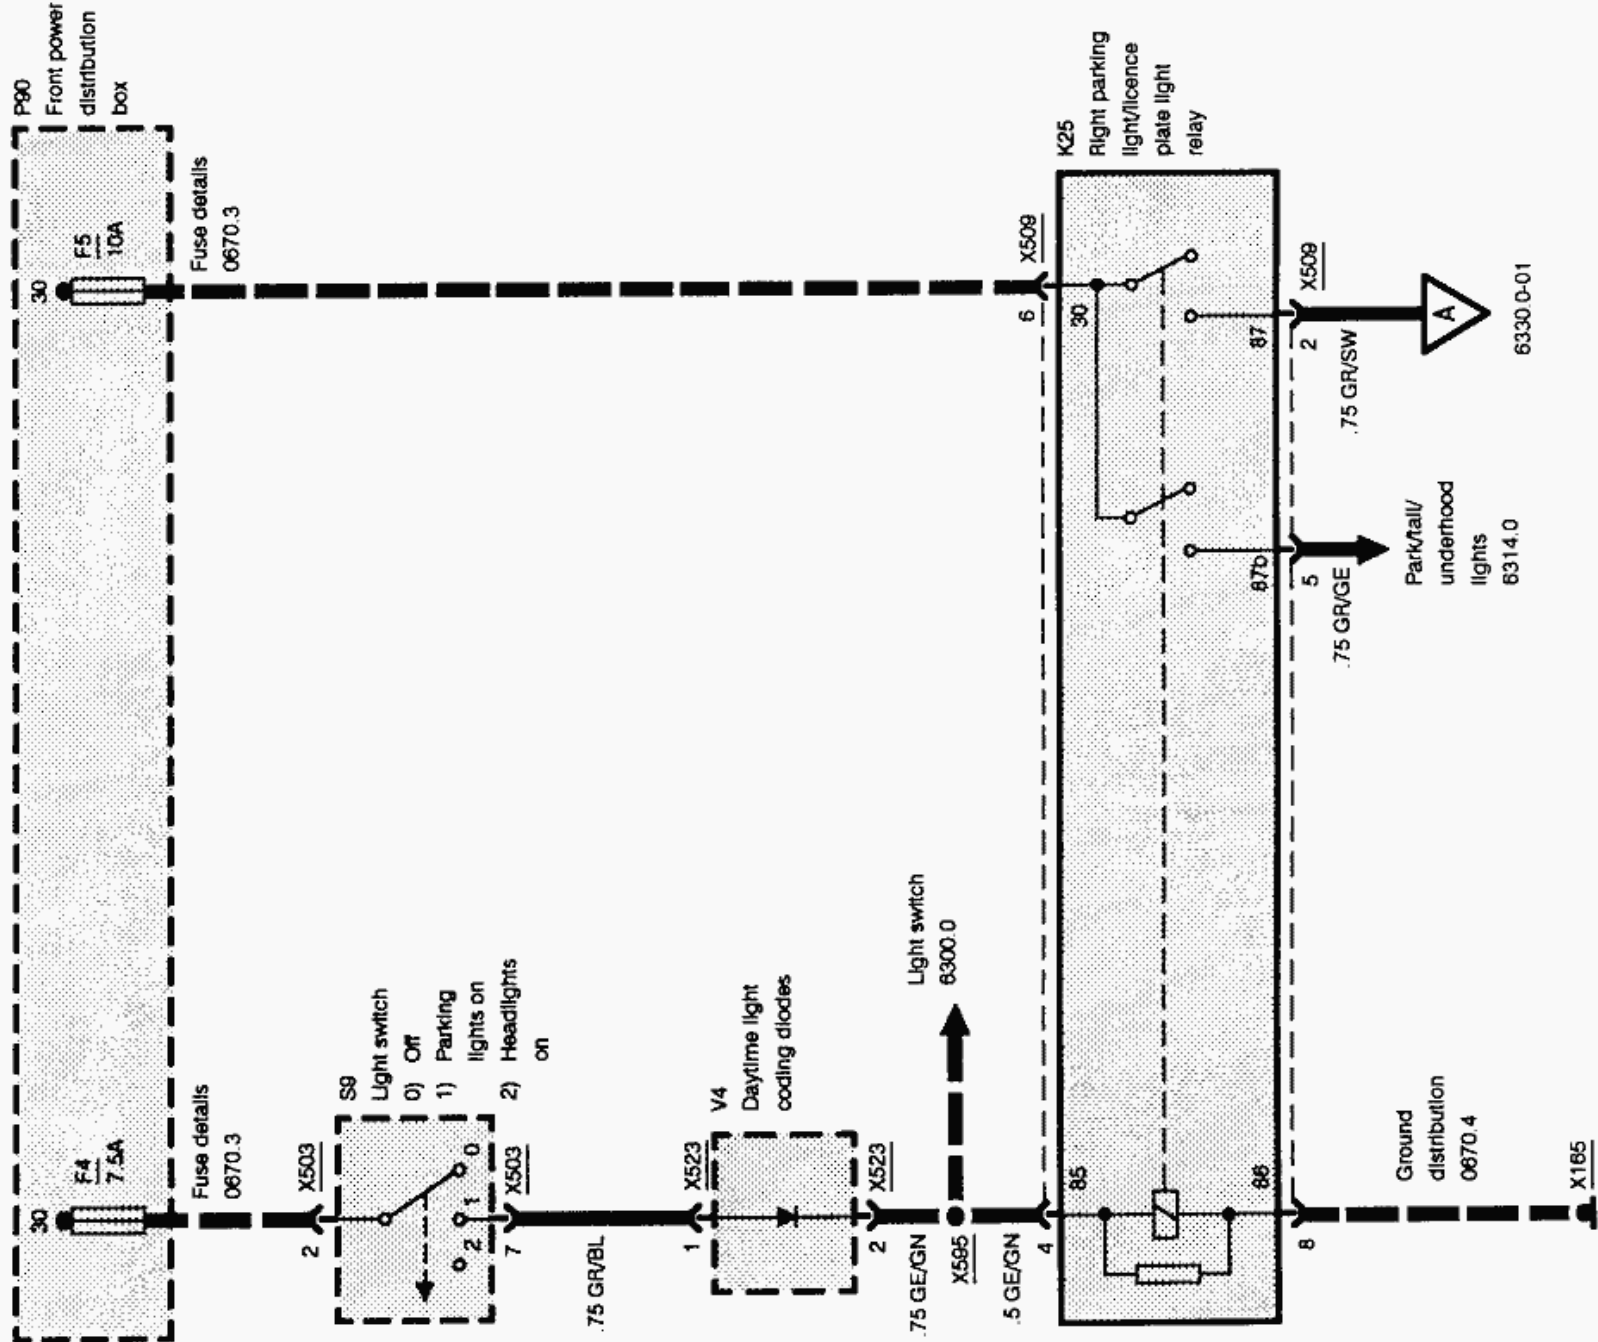 P90
Front power
distribution
box
30
F5
10A
Fuse details
0670.3
30
F4
7.5A
Fuse details
0670.3
X503
2
S9
Light switch
0) Off
1) Parking
lights on
2) Headlights
on
0
1
2
X503
7
.75 GR/BL
X523
1
V4
Daytime light
coding diodes
X523
2
.75 GE/GN
X595
.5 GE/GN
Light switch
6300.0
4
X509
6
K25
Right parking
light/licence
plate light
relay
30
85
86
87b
87
X509
2
.75 GR/SW
A
6330.0-01
5
.75 GR/GE
Park/tail/
underhood
lights
6314.0
8
Ground
distribution
0670.4
X165